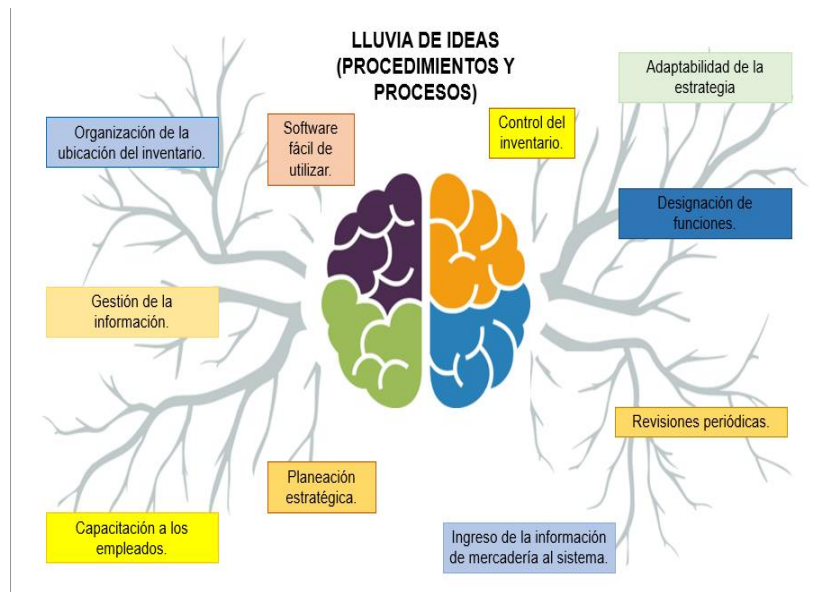 LLUVIA DE IDEAS
(PROCEDIMIENTOS Y
PROCESOS)
Adaptabilidad de la
estrategia
Organización de la
ubicación del inventario.
Software
fácil de
utilizar.
Control del
inventario.
Designación de
funciones.
Gestión de la
información.
Revisiones periódicas.
Planeación
estratégica.
Capacitación a los
empleados.
Ingreso de la información
de mercadería al sistema.